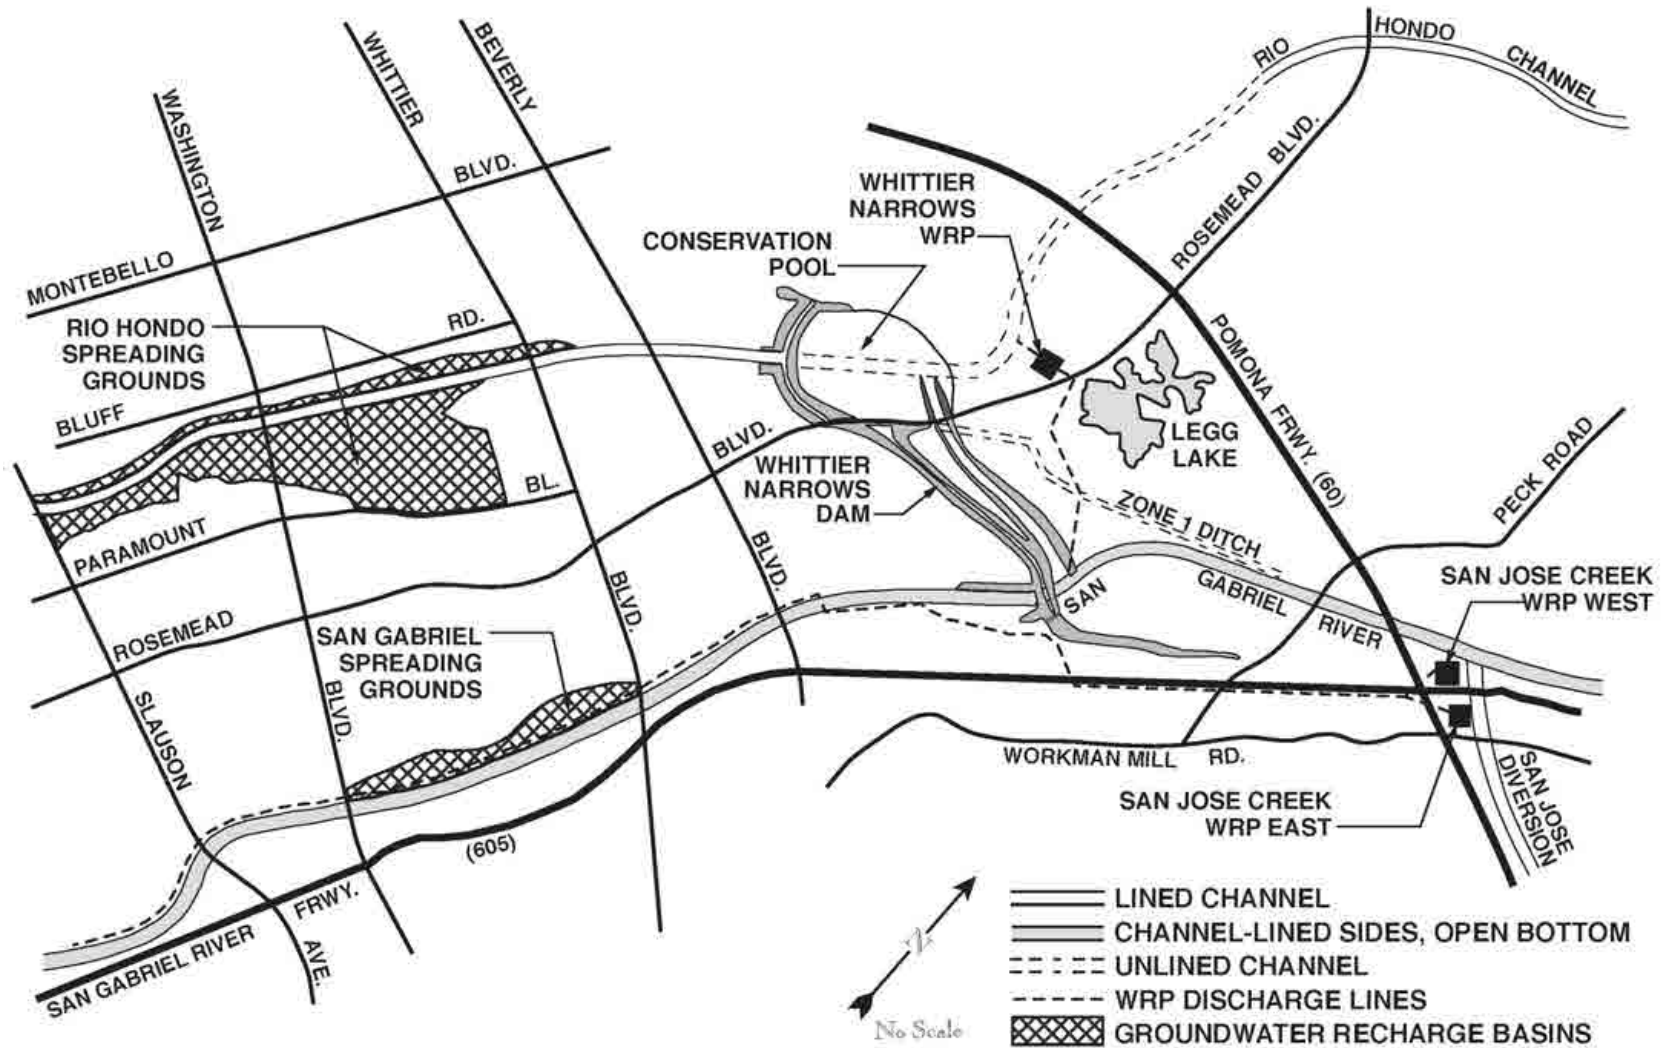 RIO
HONDO
CHANNEL
WHITTIER
BEVERLY
WASHINGTON
BLVD.
MONTEBELLO
ROSEMEAD BLVD.
WHITTIER
NARROWS
WRP
CONSERVATION
POOL
RIO HONDO
SPREADING
GROUNDS
RD.
BLUFF
POMONA FRWY. (60)
LEGG
LAKE
PECK ROAD
BLVD.
WHITTIER
NARROWS
DAM
BL.
PARAMOUNT
ZONE 1 DITCH
BLVD.
BLVD.
SAN
GABRIEL
RIVER
SAN JOSE CREEK
WRP WEST
ROSEMEAD
SAN GABRIEL
SPREADING
GROUNDS
SLAUSON
BLVD.
WORKMAN MILL RD.
SAN JOSE
DIVERSION
SAN JOSE CREEK
WRP EAST
(605)
SAN GABRIEL RIVER
FRWY.
AVE.
N
No Scale
LINED CHANNEL
CHANNEL-LINED SIDES, OPEN BOTTOM
UNLINED CHANNEL
WRP DISCHARGE LINES
GROUNDWATER RECHARGE BASINS